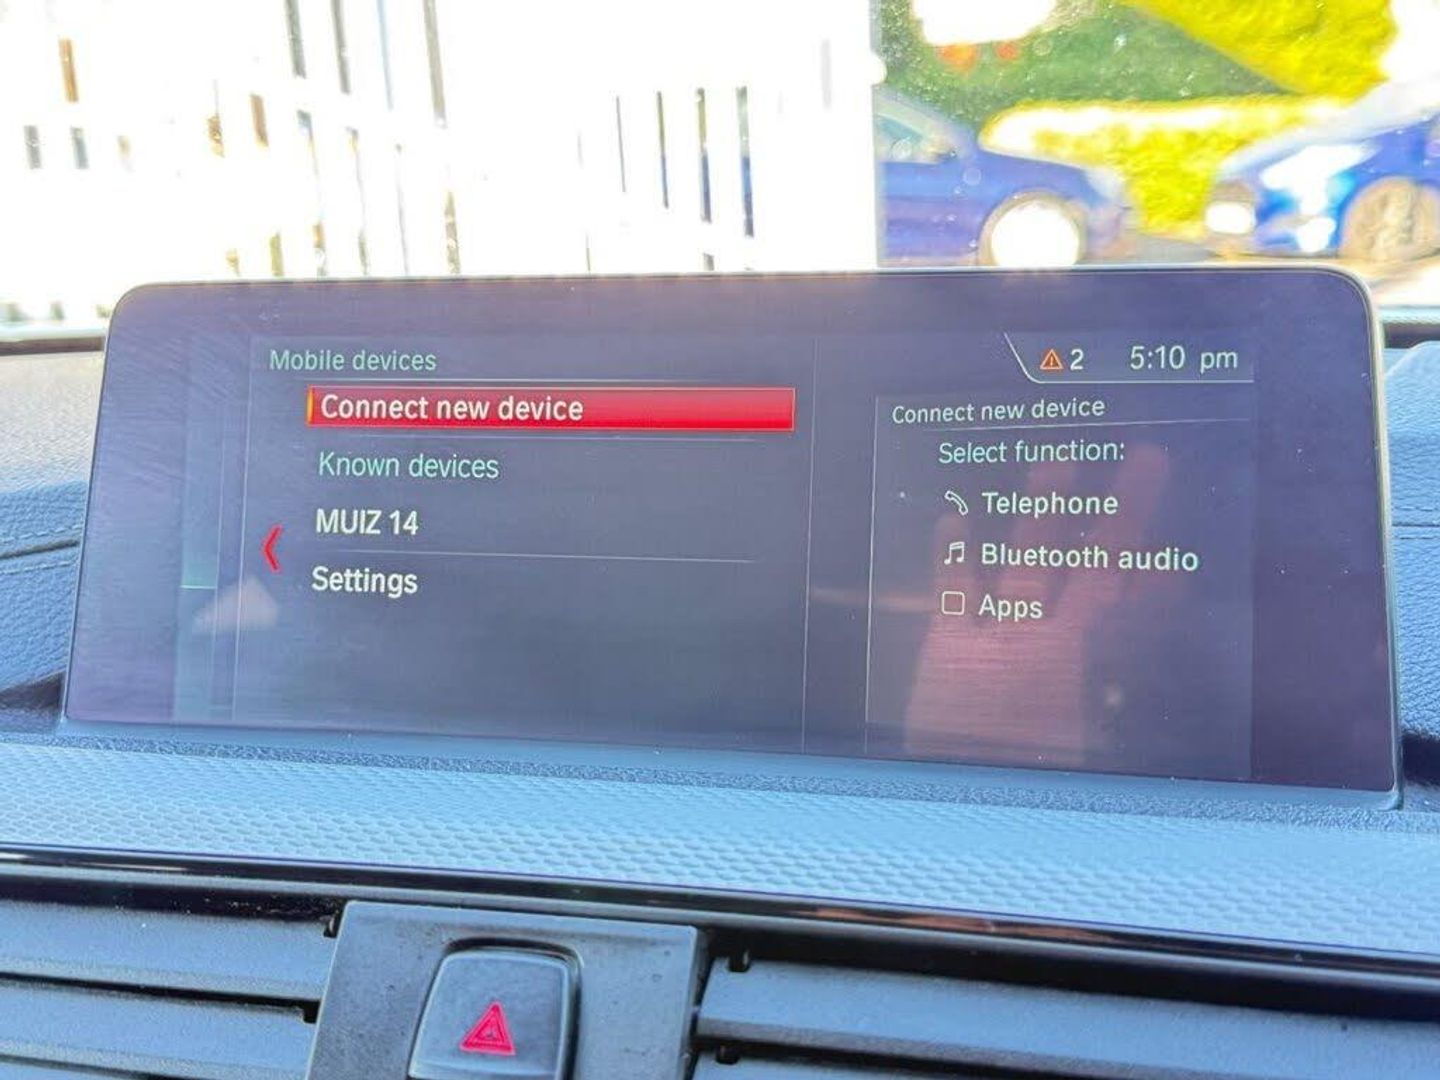 Mobile devices
2 5:10 pm
Connect new device
Known devices
MUIZ 14
Settings
Connect new device
Select function:
Telephone
Bluetooth audio
Apps